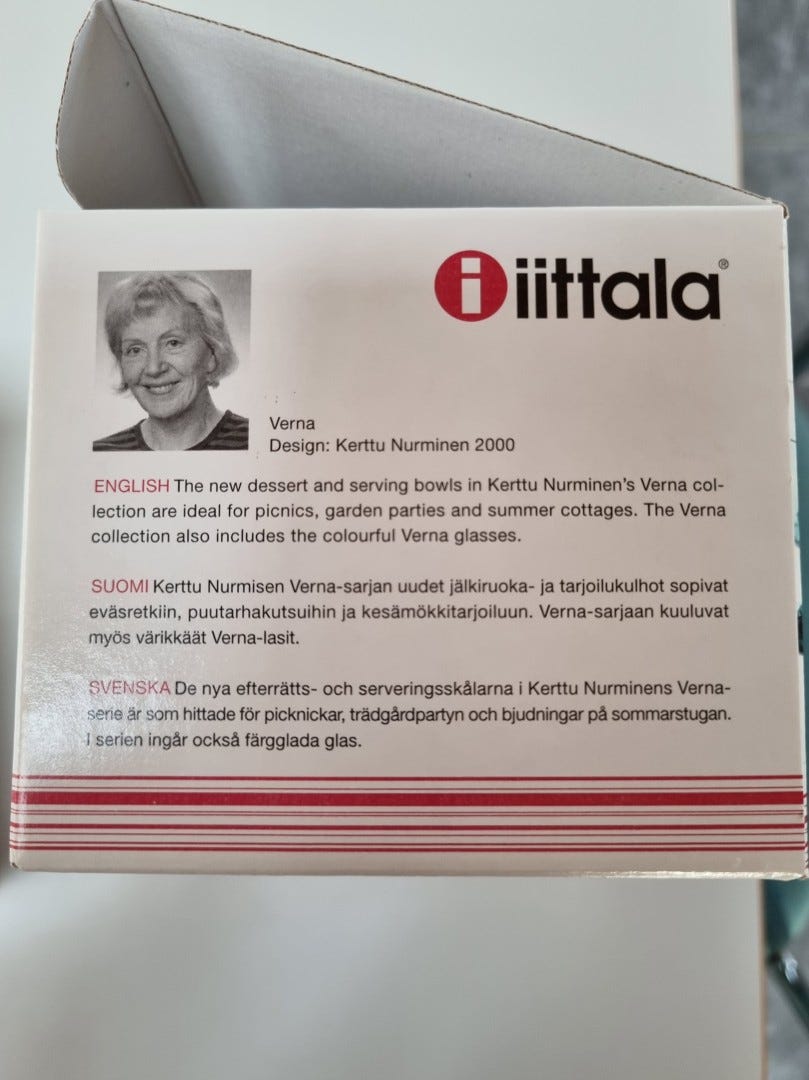 i iittala®
Verna
Design: Kerttu Nurminen 2000
ENGLISH The new dessert and serving bowls in Kerttu Nurminen's Verna col-
lection are ideal for picnics, garden parties and summer cottages. The Verna
collection also includes the colourful Verna glasses.
SUOMI Kerttu Nurmisen Verna-sarjan uudet jälkiruoka- ja tarjoilukulhot sopivat
eväsretkiin, puutarhakutsuihin ja kesämökkitarjoiluun. Verna-sarjaan kuuluvat
myös värikkäät Verna-lasit.
SVENSKA De nya efterrätts- och serveringsskålarna i Kerttu Nurminens Verna-
serie är som hittade för picknickar, trädgårdpartyn och bjudningar på sommarstugan.
I serien ingår också färgglada glas.